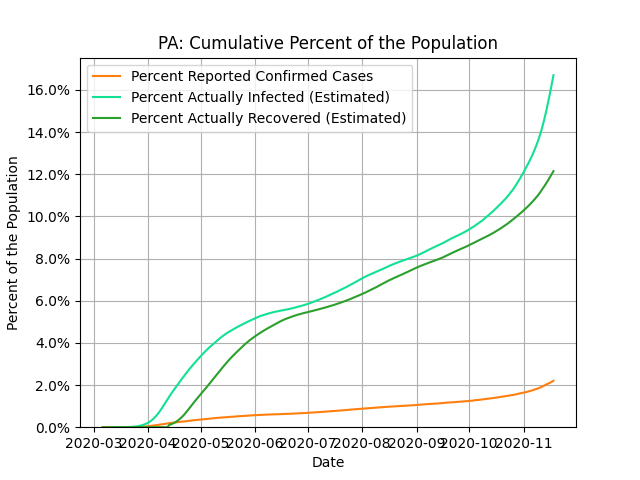 PA: Cumulative Percent of the Population
Percent Reported Confirmed Cases
Percent Actually Infected (Estimated)
Percent Actually Recovered (Estimated)
16.0%
14.0%
12.0%
10.0%
8.0%
6.0%
4.0%
2.0%
0.0%
Percent of the Population
2020-03 2020-04 2020-05 2020-06 2020-07 2020-08 2020-09 2020-10 2020-11
Date